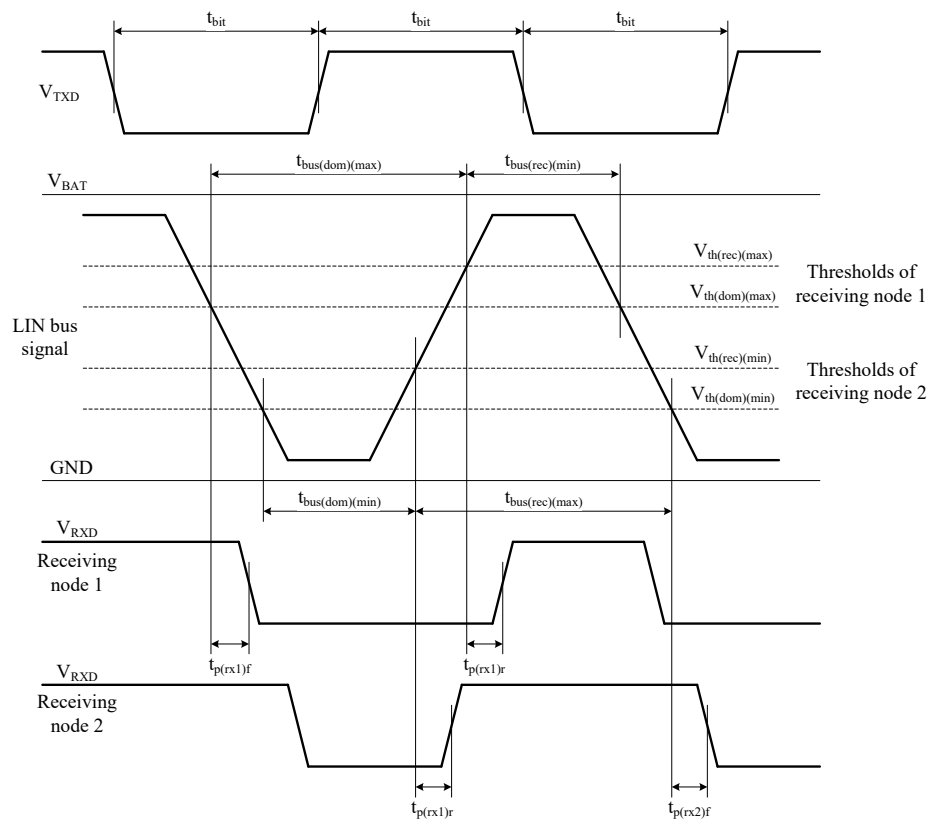 t_bit
t_bit
t_bit
V_TXD
t_bus(dom)(max)
t_bus(rec)(min)
V_BAT
V_th(rec)(max)
Thresholds of
receiving node 1
V_th(dom)(max)
LIN bus
signal
V_th(rec)(min)
Thresholds of
receiving node 2
V_th(dom)(min)
GND
t_bus(dom)(min)
t_bus(rec)(max)
V_RXD
Receiving
node 1
t_p(rx1)f
t_p(rx1)r
V_RXD
Receiving
node 2
t_p(rx1)r
t_p(rx2)f